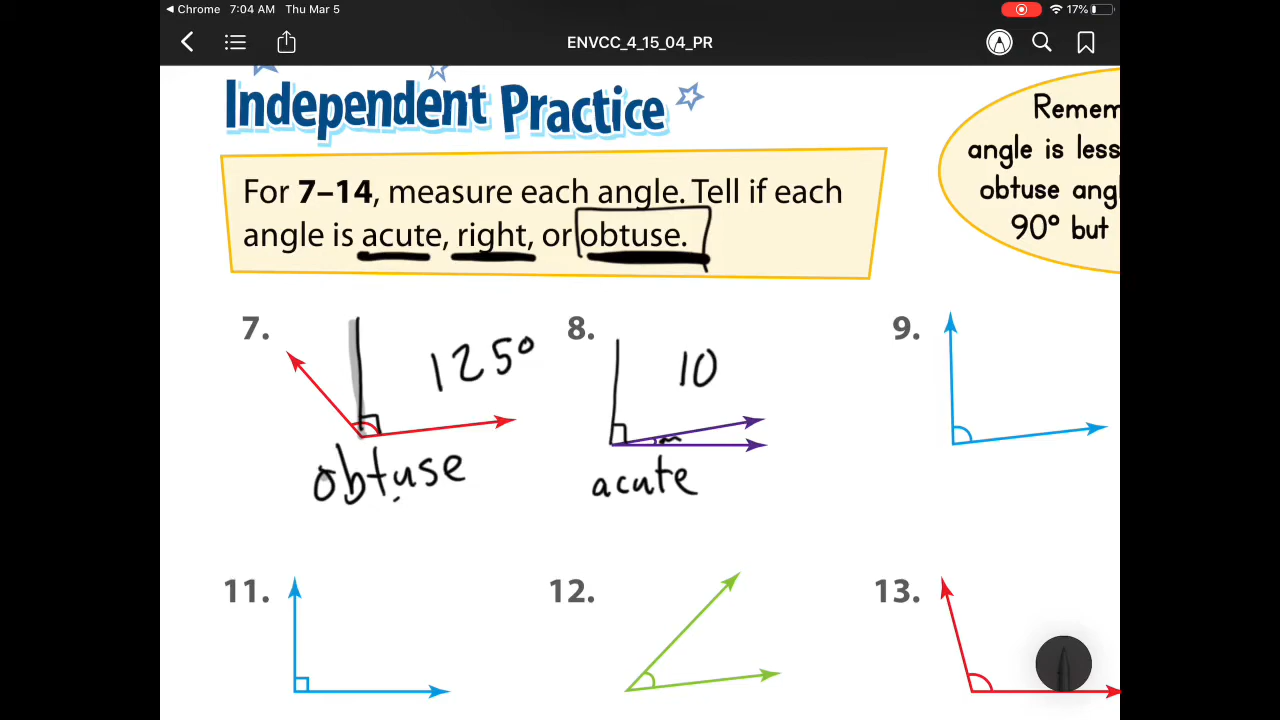 Chrome 7:04 AM Thu Mar 5
17%
ENVCC_4_15_04_PR
Independent Practice
Remem
angle is less
obtuse ang
90° but
For 7–14, measure each angle. Tell if each
angle is acute, right, or obtuse.
7. 125° 8. 10 9.
obtuse acute
11. 12. 13.